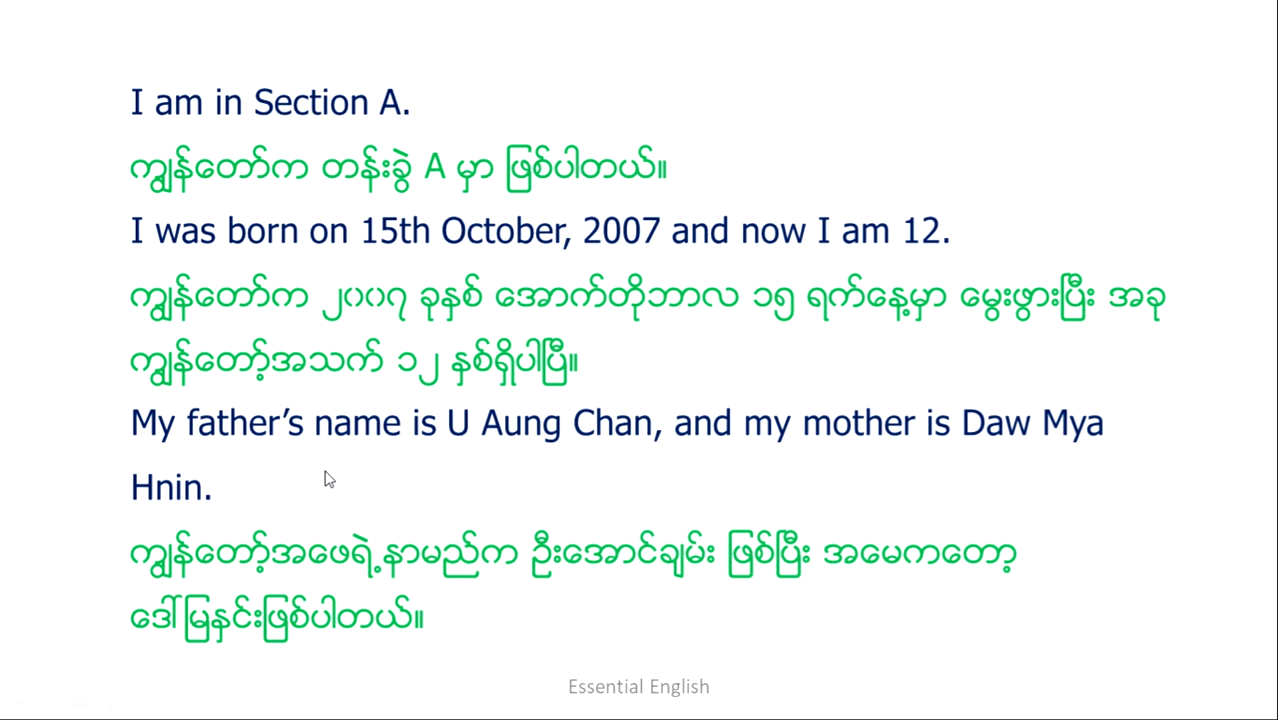 I am in Section A.
ကျွန်တော်က တန်းခွဲ A မှာ ဖြစ်ပါတယ်။
I was born on 15th October, 2007 and now I am 12.
ကျွန်တော်က ၂၀၀၇ ခုနှစ် အောက်တိုဘာလ ၁၅ ရက်နေ့မှာ မွေးဖွားပြီး အခု
ကျွန်တော့်အသက် ၁၂ နှစ်ရှိပါပြီ။
My father’s name is U Aung Chan, and my mother is Daw Mya
Hnin.
ကျွန်တော့်အဖေရဲ့နာမည်က ဦးအောင်ချမ်း ဖြစ်ပြီး အမေကတော့
ဒေါ်မြနှင်းဖြစ်ပါတယ်။
Essential English